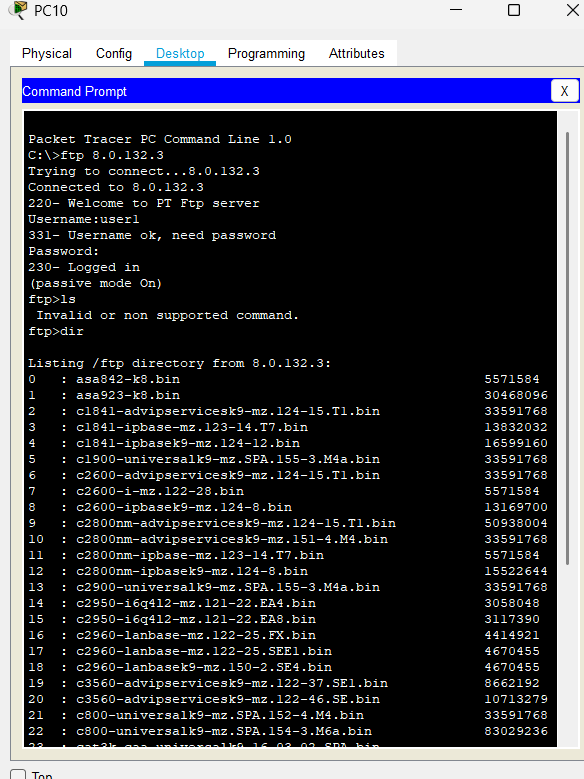 PC10
Physical Config Desktop Programming Attributes
Command Prompt
X
Packet Tracer PC Command Line 1.0
C:\>ftp 8.0.132.3
Trying to connect...8.0.132.3
Connected to 8.0.132.3
220- Welcome to PT Ftp server
Username:user1
331- Username ok, need password
Password:
230- Logged in
(passive mode On)
ftp>ls
Invalid or non supported command.
ftp>dir
Listing /ftp directory from 8.0.132.3:
0 : asa842-k8.bin 5571584
1 : asa923-k8.bin 30468096
2 : c1841-advipservicesk9-mz.124-15.T1.bin 33591768
3 : c1841-ipbase-mz.123-14.T7.bin 13832032
4 : c1841-ipbasek9-mz.124-12.bin 16599160
5 : c1900-universalk9-mz.SPA.155-3.M4a.bin 33591768
6 : c2600-advipservicesk9-mz.124-15.T1.bin 33591768
7 : c2600-i-mz.122-28.bin 5571584
8 : c2600-ipbasek9-mz.124-8.bin 13169700
9 : c2800nm-advipservicesk9-mz.124-15.T1.bin 50938004
10 : c2800nm-advipservicesk9-mz.151-4.M4.bin 33591768
11 : c2800nm-ipbase-mz.123-14.T7.bin 5571584
12 : c2800nm-ipbasek9-mz.124-8.bin 15522644
13 : c2900-universalk9-mz.SPA.155-3.M4a.bin 33591768
14 : c2950-i6q4l2-mz.121-22.EA4.bin 3058048
15 : c2950-i6q4l2-mz.121-22.EA8.bin 3117390
16 : c2960-lanbase-mz.122-25.FX.bin 4414921
17 : c2960-lanbase-mz.122-25.SEE1.bin 4670455
18 : c2960-lanbasek9-mz.150-2.SE4.bin 4670455
19 : c3560-advipservicesk9-mz.122-37.SE1.bin 8662192
20 : c3560-advipservicesk9-mz.122-46.SE.bin 10713279
21 : c800-universalk9-mz.SPA.152-4.M4.bin 33591768
22 : c800-universalk9-mz.SPA.154-3.M6a.bin 83029236
23 : cat3k_caa-universalk9.16.03.02.SPA.bin
Top